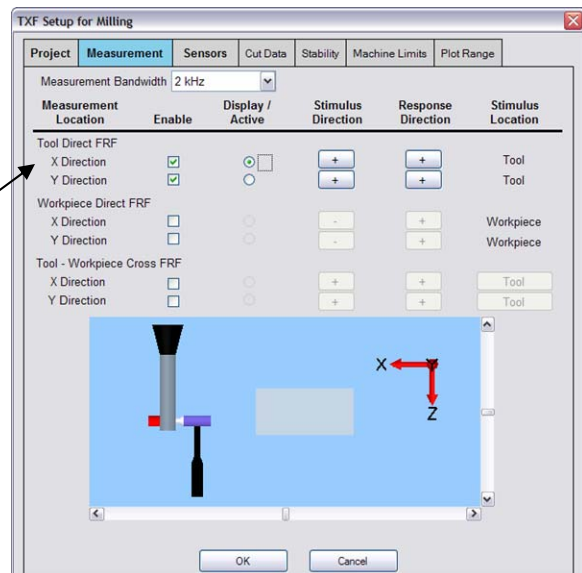 TXF Setup for Milling
Project Measurement Sensors Cut Data Stability Machine Limits Plot Range
Measurement Bandwidth 2 kHz
Measurement Location Enable Display / Active Stimulus Direction Response Direction Stimulus Location
Tool Direct FRF
X Direction + + Tool
Y Direction + + Tool
Workpiece Direct FRF
X Direction - + Workpiece
Y Direction - + Workpiece
Tool - Workpiece Cross FRF
X Direction + + Tool
Y Direction + + Tool
X Y
Z
OK Cancel